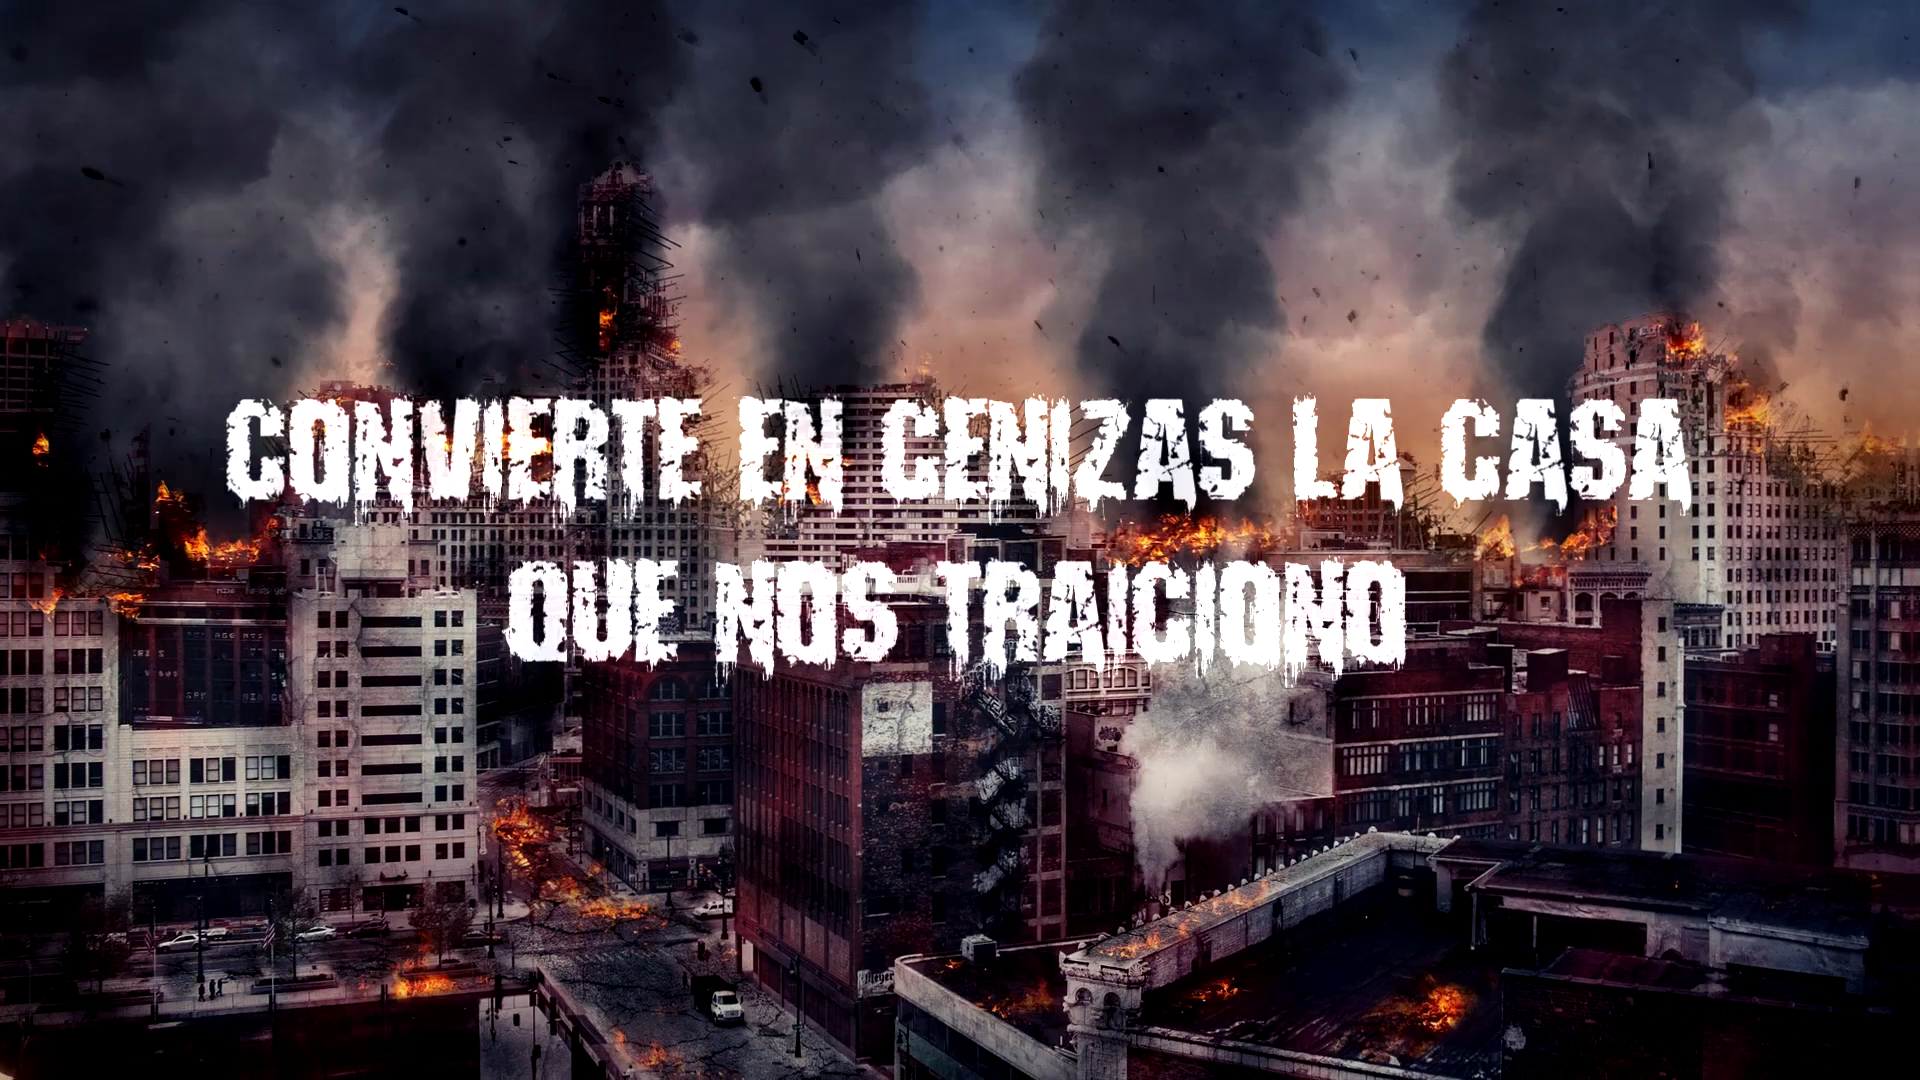 CONVIERTE EN CENIZAS LA CASA
QUE NOS TRAICIONO